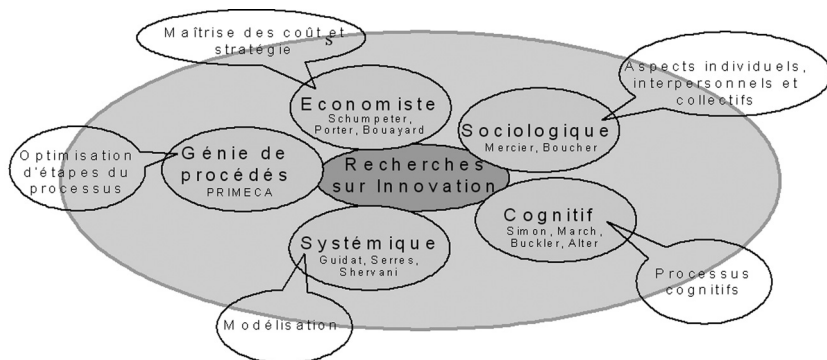 Maîtrise des coût et s
stratégie
Aspects individuels,
interpersonnels et
collectifs
Economiste
Schumpeter,
Porter, Bouayard
Sociologique
Mercier, Boucher
Optimisation
d'étapes du
processus
Génie de
procédés
PRIMECA
Recherches
sur Innovation
Cognitif
Simon, March,
Buckler, Alter
Systémique
Guidat, Serres,
Shervani
Processus
cognitifs
Modélisation